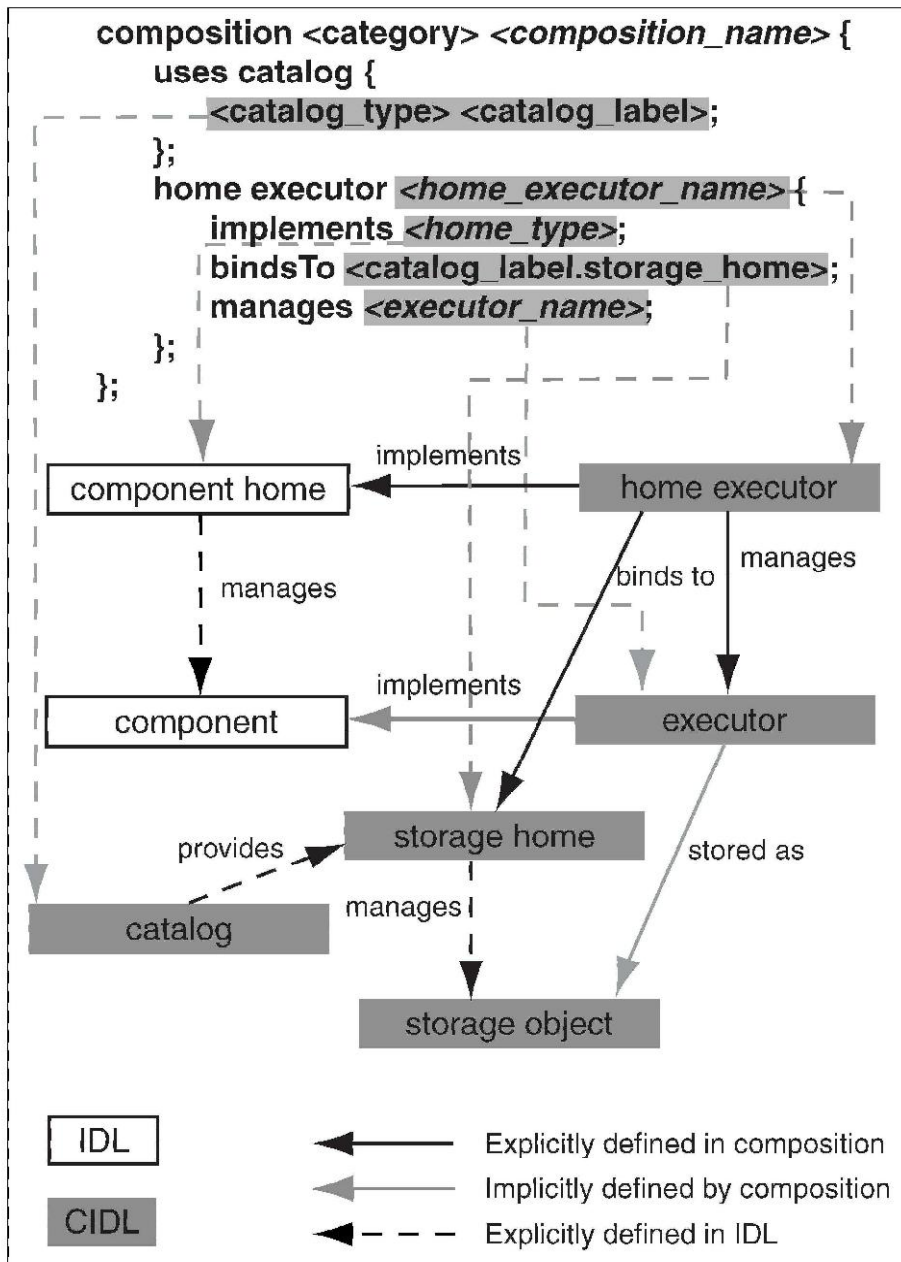 composition <category> <composition_name> {
uses catalog {
<catalog_type> <catalog_label>;
};
home executor <home_executor_name> {
implements <home_type>;
bindsTo <catalog_label.storage_home>;
manages <executor_name>;
};
};
implements
component home
home executor
manages
binds to
manages
implements
component
executor
storage home
provides
stored as
manages
catalog
storage object
IDL
Explicitly defined in composition
Implicitly defined by composition
CIDL
Explicitly defined in IDL